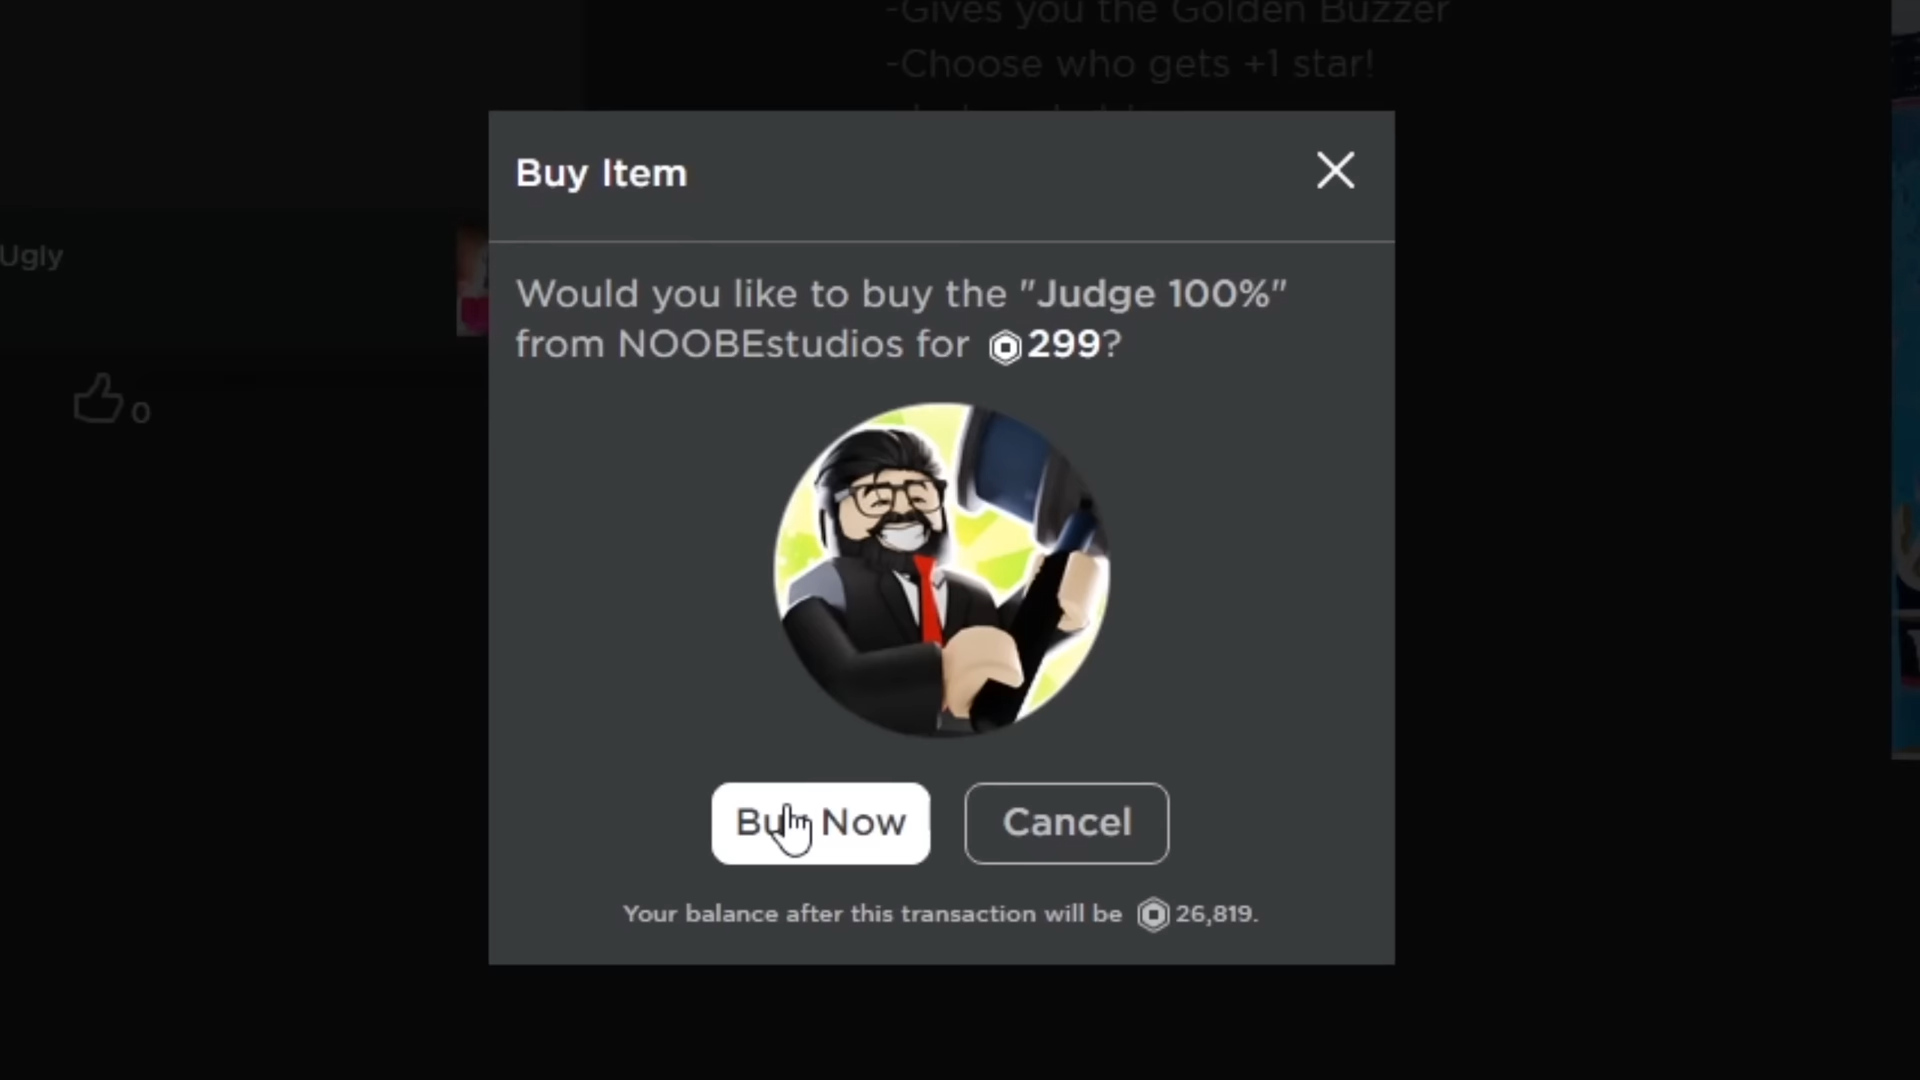 -Gives you the Golden Buzzer
-Choose who gets +1 star!
Buy Item
Ugly
Would you like to buy the "Judge 100%"
from NOOBEstudios for 299?
0
Buy Now
Cancel
Your balance after this transaction will be 26,819.